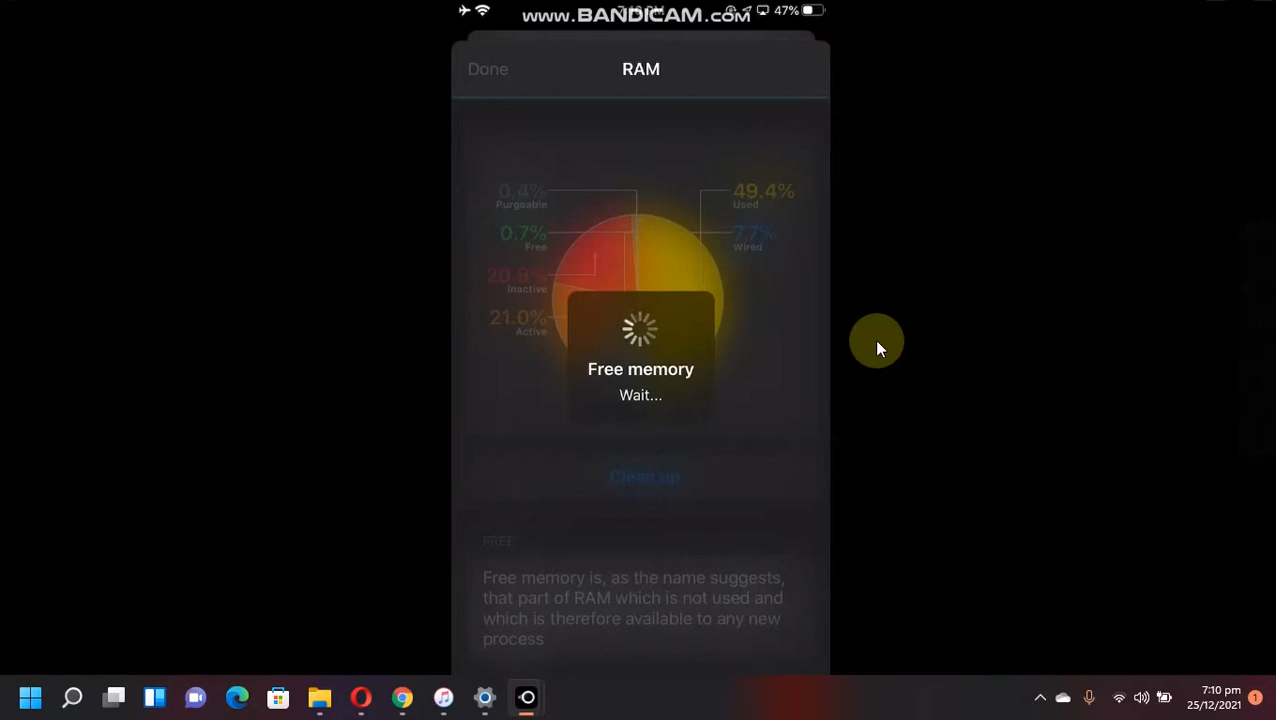 www.BANDICAM.com
47%
Done
RAM
0.4%
Purgeable
49.4%
Used
0.7%
Free
7.7%
Wired
20.8%
Inactive
21.0%
Active
Free memory
Wait...
Clean up
FREE
Free memory is, as the name suggests,
that part of RAM which is not used and
which is therefore available to any new
process
7:10 pm
25/12/2021
1